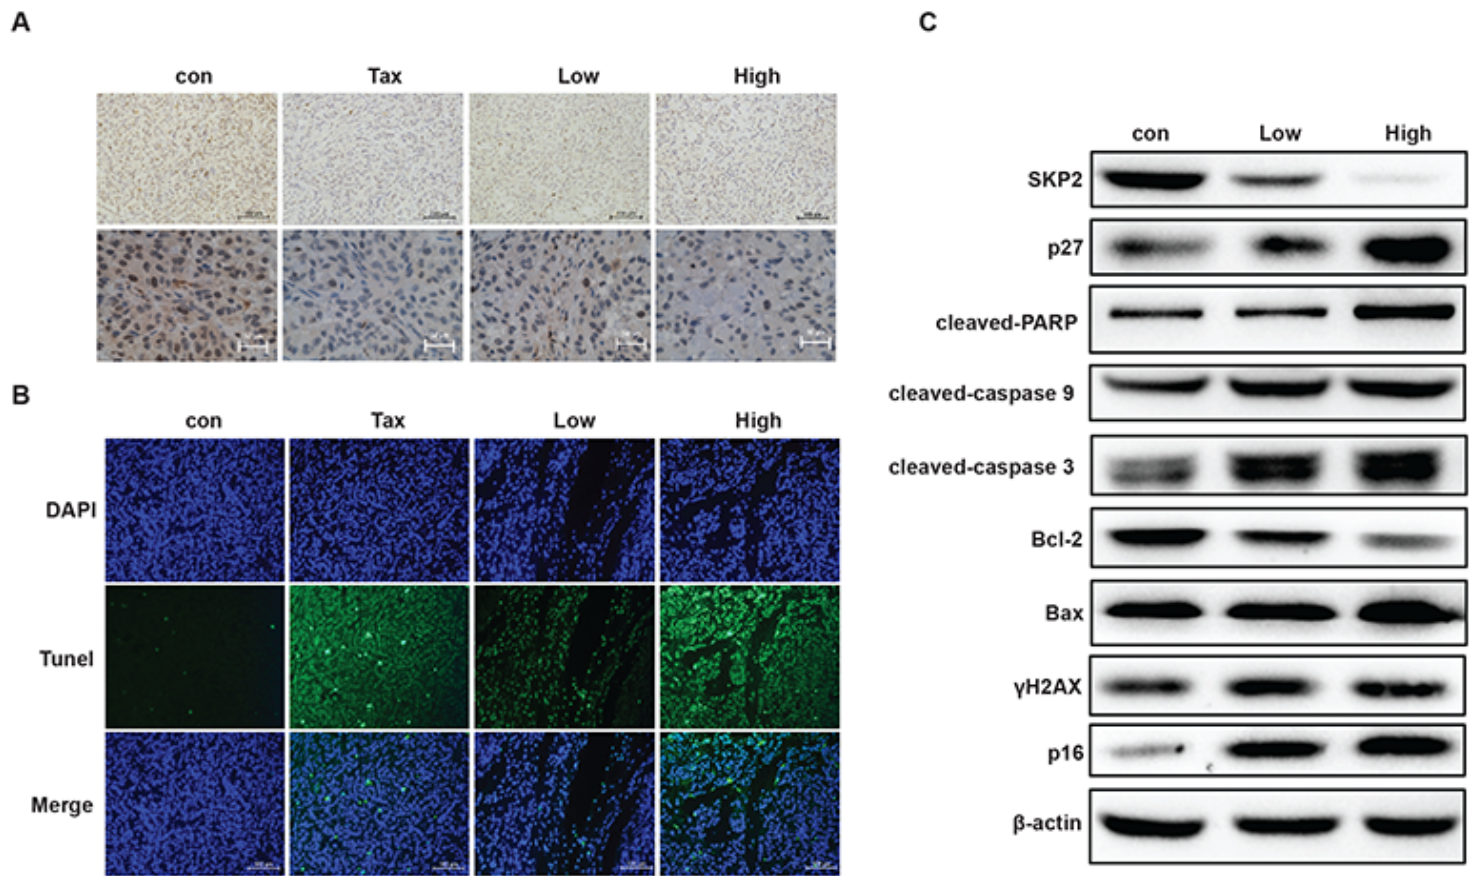 A
con Tax Low High
B
con Tax Low High
DAPI
Tunel
Merge
C
con Low High
SKP2
p27
cleaved-PARP
cleaved-caspase 9
cleaved-caspase 3
Bcl-2
Bax
γH2AX
p16
β-actin